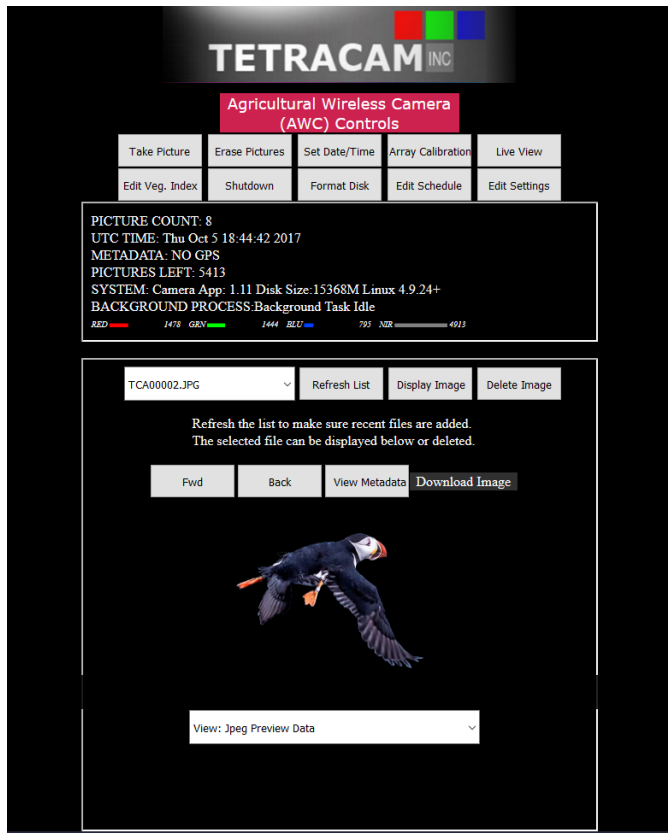 TETRACAM INC
Agricultural Wireless Camera
(AWC) Controls
Take Picture Erase Pictures Set Date/Time Array Calibration Live View
Edit Veg. Index Shutdown Format Disk Edit Schedule Edit Settings
PICTURE COUNT: 8
UTC TIME: Thu Oct 5 18:44:42 2017
METADATA: NO GPS
PICTURES LEFT: 5413
SYSTEM: Camera App: 1.11 Disk Size:15368M Linux 4.9.24+
BACKGROUND PROCESS:Background Task Idle
RED 1478 GRN 1444 BLU 795 NIR 4913
TCA00002.JPG Refresh List Display Image Delete Image
Refresh the list to make sure recent files are added.
The selected file can be displayed below or deleted.
Fwd Back View Metadata Download Image
View: Jpeg Preview Data